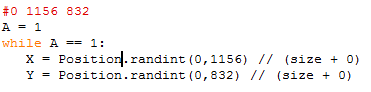 #0 1156 832
A = 1
while A == 1:
   X = Position.randint(0,1156) // (size + 0)
   Y = Position.randint(0,832) // (size + 0)